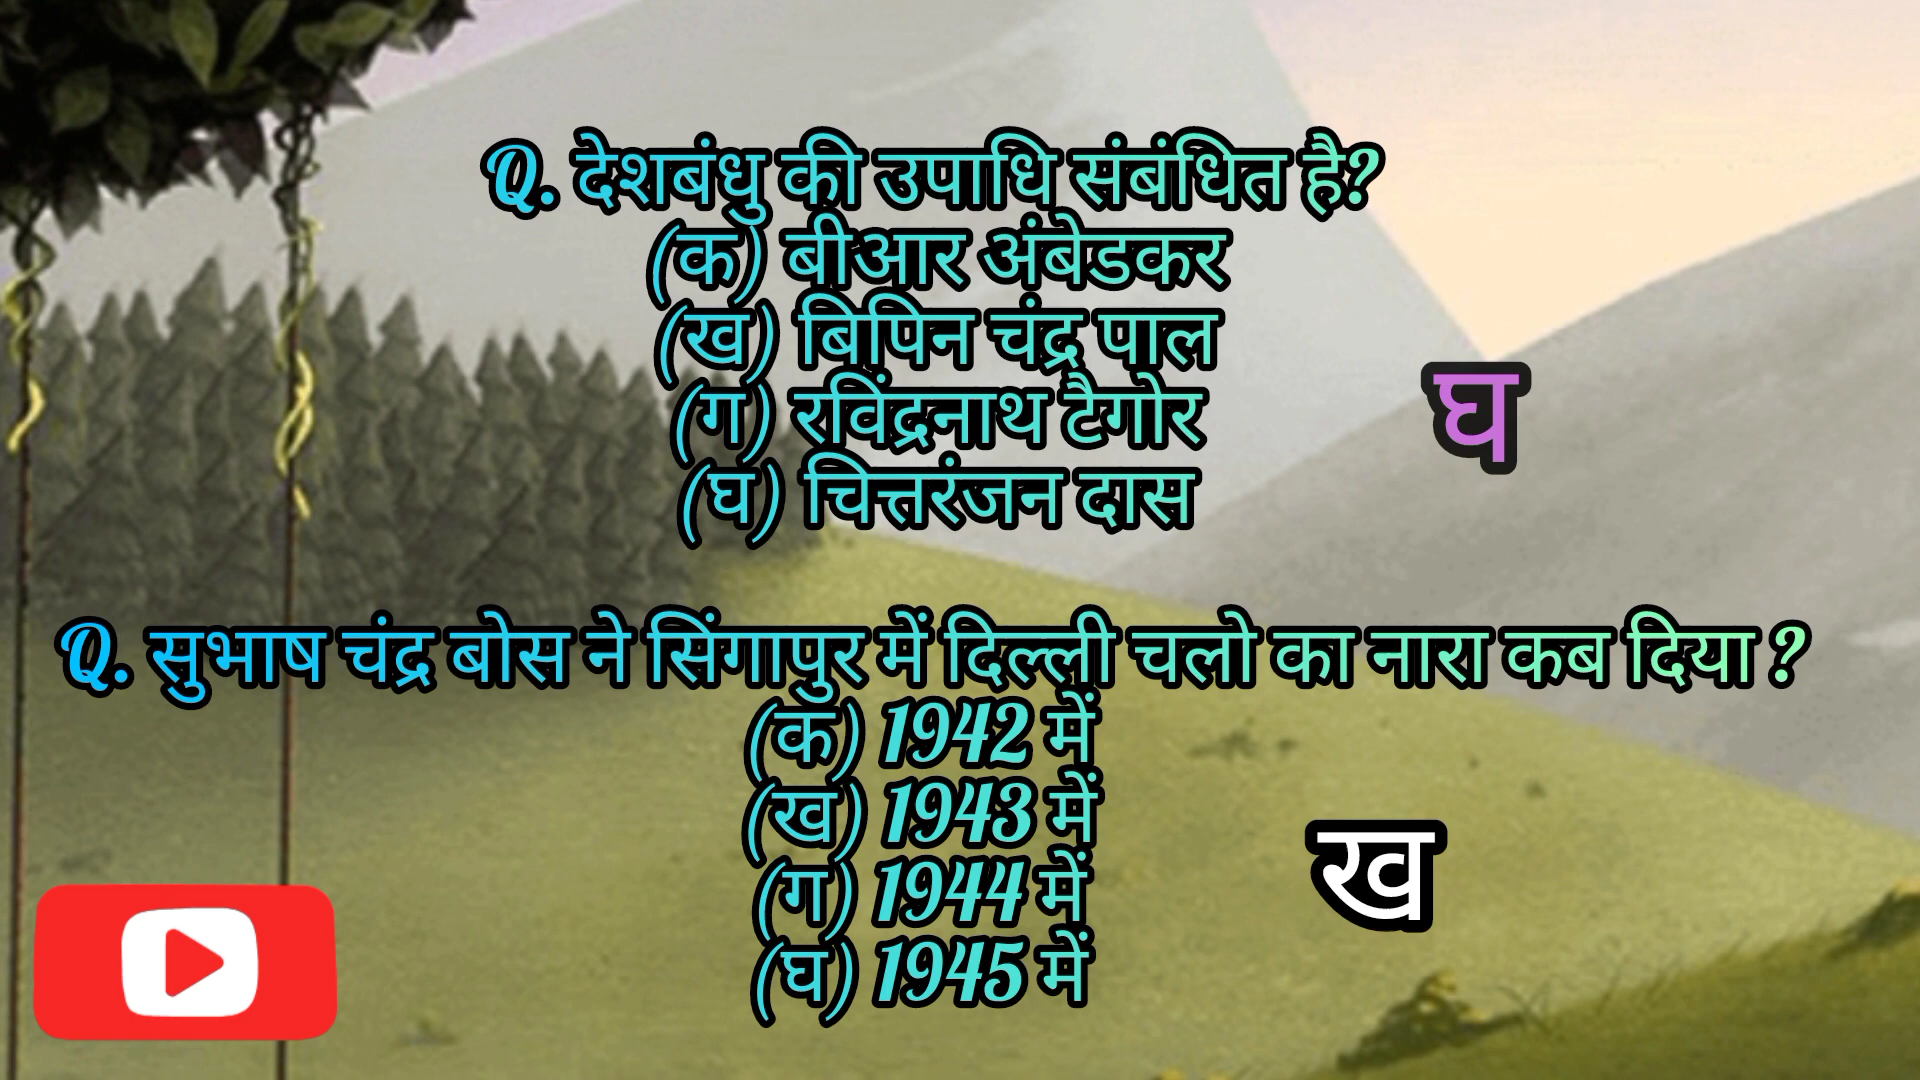 Q. देशबंधु की उपाधि संबंधित है?
(क) बीआर अंबेडकर
(ख) बिपिन चंद्र पाल
(ग) रविंद्रनाथ टैगोर
(घ) चित्तरंजन दास
घ
Q. सुभाष चंद्र बोस ने सिंगापुर में दिल्ली चलो का नारा कब दिया ?
(क) 1942 में
(ख) 1943 में
(ग) 1944 में
(घ) 1945 में
ख